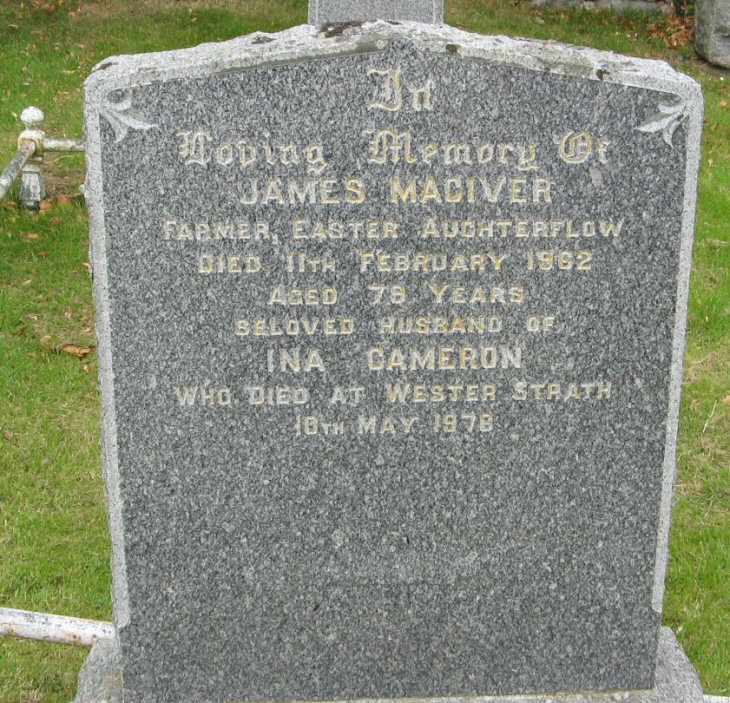 In
Loving Memory Of
JAMES MACIVER
FARMER, EASTER AUCHTERFLOW
DIED 11TH FEBRUARY 1962
AGED 79 YEARS
BELOVED HUSBAND OF
INA CAMERON
WHO DIED AT WESTER STRATH
10TH MAY 1976